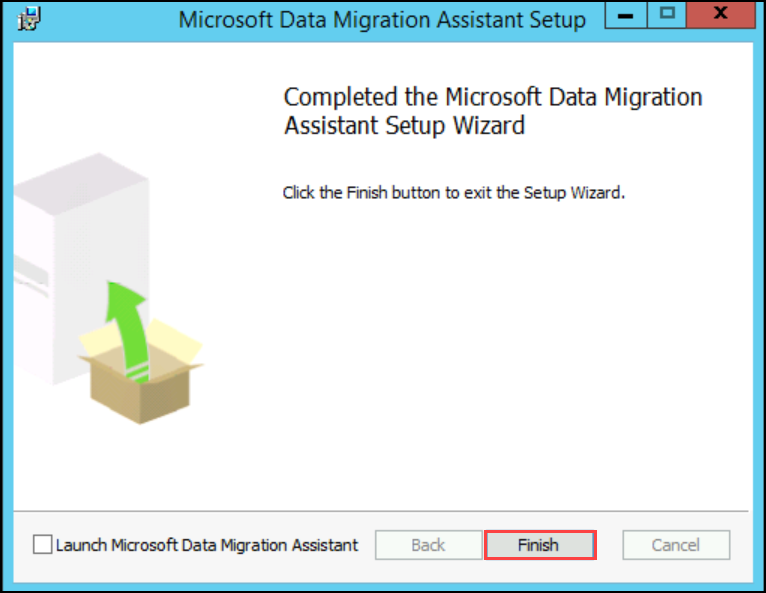 Microsoft Data Migration Assistant Setup
Completed the Microsoft Data Migration
Assistant Setup Wizard
Click the Finish button to exit the Setup Wizard.
Launch Microsoft Data Migration Assistant
Back
Finish
Cancel